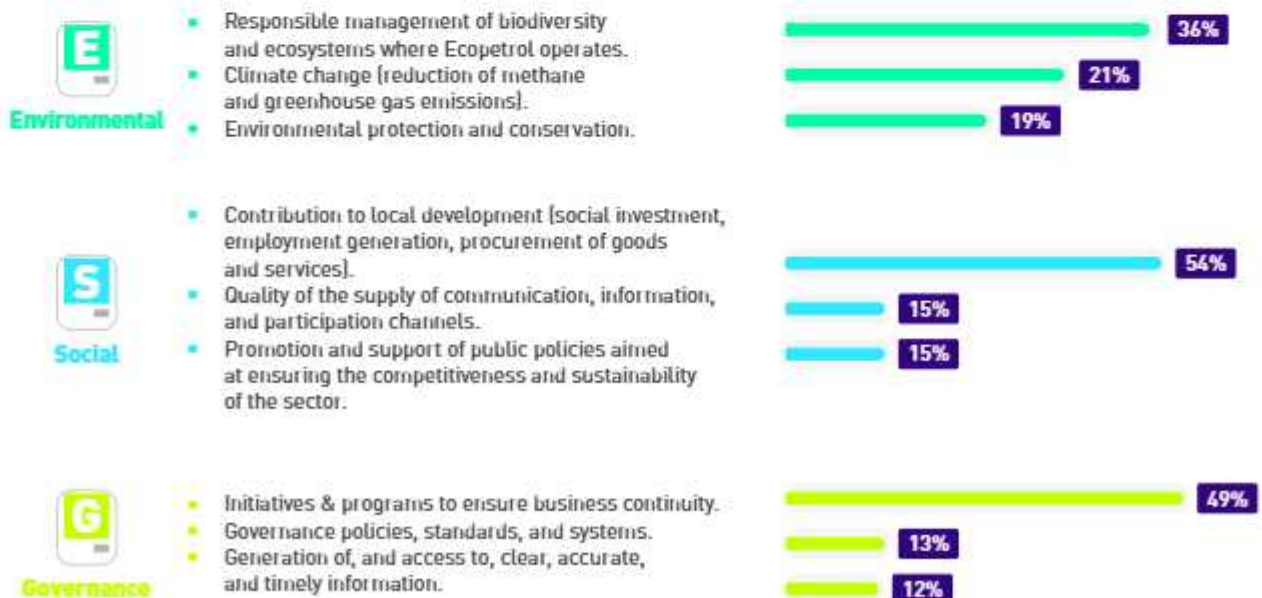 E
Environmental
Responsible management of biodiversity
and ecosystems where Ecopetrol operates.
Climate change (reduction of methane
and greenhouse gas emissions).
Environmental protection and conservation.
36%
21%
19%
S
Social
Contribution to local development (social investment,
employment generation, procurement of goods
and services).
Quality of the supply of communication, information,
and participation channels.
Promotion and support of public policies aimed
at ensuring the competitiveness and sustainability
of the sector.
54%
15%
15%
G
Governance
Initiatives & programs to ensure business continuity.
Governance policies, standards, and systems.
Generation of, and access to, clear, accurate,
and timely information.
49%
13%
12%